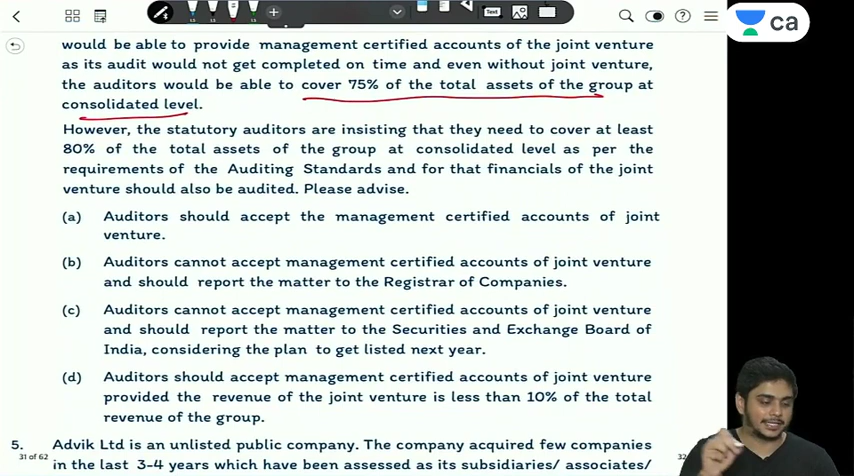 Text
ca
would be able to provide management certified accounts of the joint venture
as its audit would not get completed on time and even without joint venture,
the auditors would be able to cover 75% of the total assets of the group at
consolidated level.
However, the statutory auditors are insisting that they need to cover at least
80% of the total assets of the group at consolidated level as per the
requirements of the Auditing Standards and for that financials of the joint
venture should also be audited. Please advise.
(a) Auditors should accept the management certified accounts of joint
venture.
(b) Auditors cannot accept management certified accounts of joint venture
and should report the matter to the Registrar of Companies.
(c) Auditors cannot accept management certified accounts of joint venture
and should report the matter to the Securities and Exchange Board of
India, considering the plan to get listed next year.
(d) Auditors should accept management certified accounts of joint venture
provided the revenue of the joint venture is less than 10% of the total
revenue of the group.
5. Advik Ltd is an unlisted public company. The company acquired few companies
31 of 62
in the last 3-4 years which have been assessed as its subsidiaries/ associates/